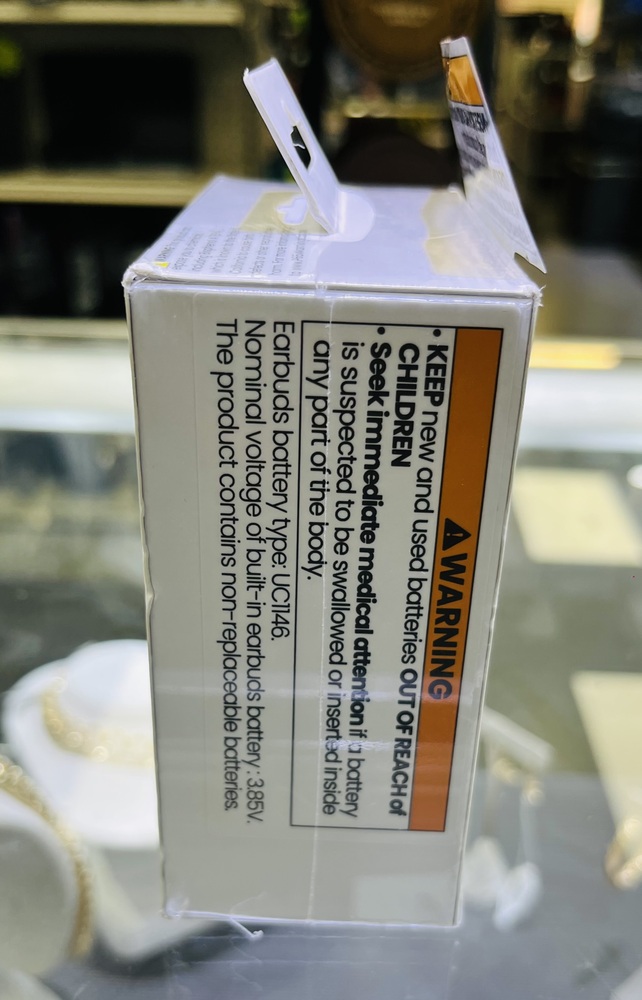 ⚠ WARNING
• KEEP new and used batteries OUT OF REACH of
CHILDREN
• Seek immediate medical attention if a battery
is suspected to be swallowed or inserted inside
any part of the body.
Earbuds battery type: UC1146.
Nominal voltage of built-in earbuds battery: 3.85V.
The product contains non-replaceable batteries.